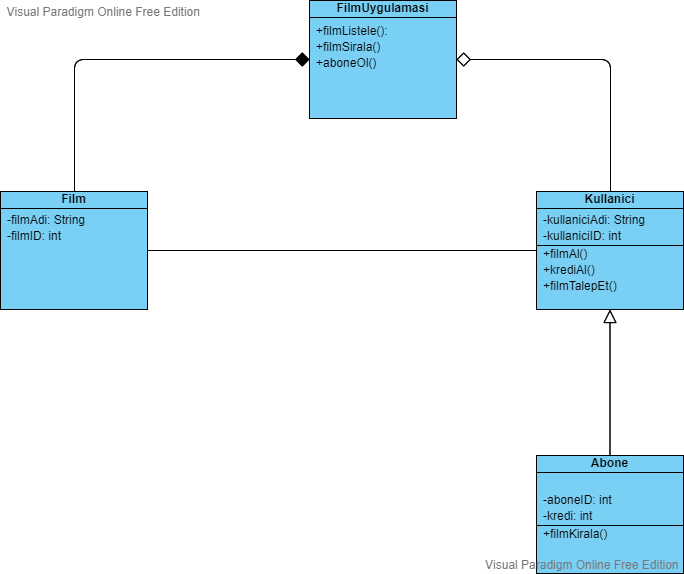 Visual Paradigm Online Free Edition
FilmUygulamasi
+filmListele():
+filmSirala()
+aboneOl()
Film
-filmAdi: String
-filmID: int
Kullanici
-kullaniciAdi: String
-kullaniciID: int
+filmAl()
+krediAl()
+filmTalepEt()
Abone
-aboneID: int
-kredi: int
+filmKirala()
Visual Paradigm Online Free Edition